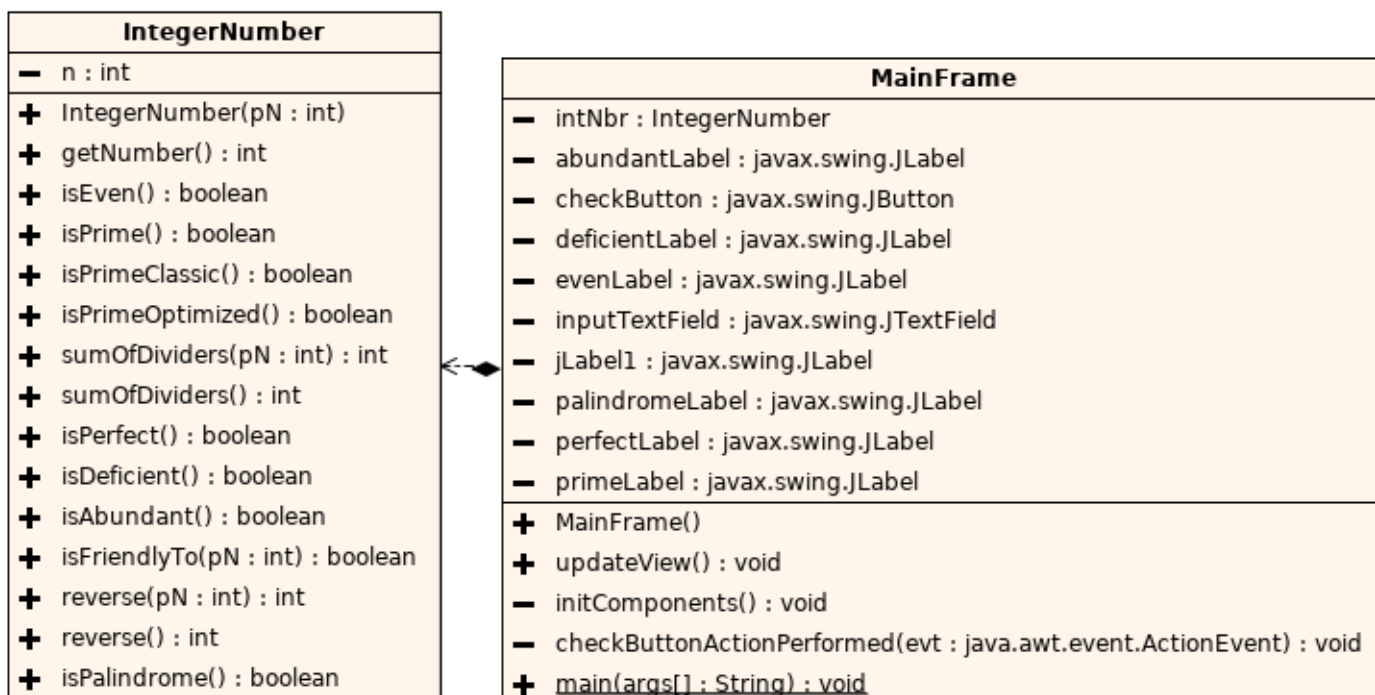 IntegerNumber
n : int
IntegerNumber(pN : int)
getNumber() : int
isEven() : boolean
isPrime() : boolean
isPrimeClassic() : boolean
isPrimeOptimized() : boolean
sumOfDividers(pN : int) : int
sumOfDividers() : int
isPerfect() : boolean
isDeficient() : boolean
isAbundant() : boolean
isFriendlyTo(pN : int) : boolean
reverse(pN : int) : int
reverse() : int
isPalindrome() : boolean
MainFrame
intNbr : IntegerNumber
abundantLabel : javax.swing.JLabel
checkButton : javax.swing.JButton
deficientLabel : javax.swing.JLabel
evenLabel : javax.swing.JLabel
inputTextField : javax.swing.JTextField
jLabel1 : javax.swing.JLabel
palindromeLabel : javax.swing.JLabel
perfectLabel : javax.swing.JLabel
primeLabel : javax.swing.JLabel
MainFrame()
updateView() : void
initComponents() : void
checkButtonActionPerformed(evt : java.awt.event.ActionEvent) : void
main(args[] : String) : void